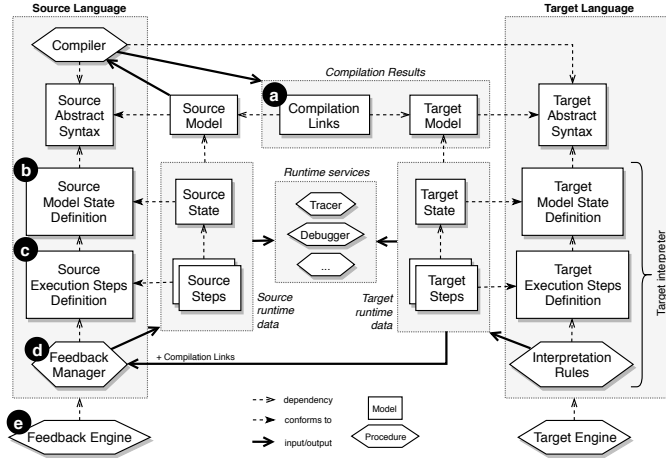 Source Language
Target Language
Compiler
Compilation Results
a
Source
Abstract
Syntax
Source
Model
Compilation
Links
Target
Model
Target
Abstract
Syntax
b
Source
Model State
Definition
Source
State
Runtime services
Tracer
Debugger
...
Target
State
Target
Model State
Definition
c
Source
Execution Steps
Definition
Source
Steps
Source
runtime
data
Target
runtime
data
Target
Steps
Target
Execution Steps
Definition
Target interpreter
d
Feedback
Manager
+ Compilation Links
Interpretation
Rules
e
Feedback Engine
dependency
conforms to
input/output
Model
Procedure
Target Engine